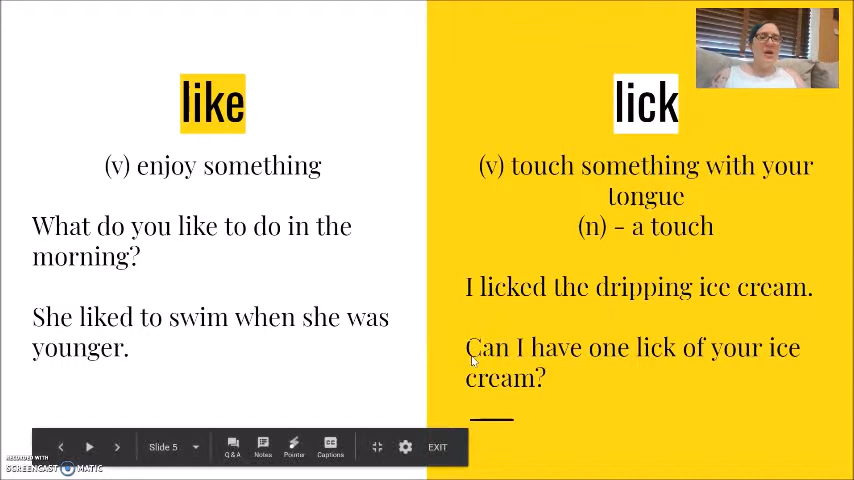 like
(v) enjoy something
What do you like to do in the
morning?
She liked to swim when she was
younger.
lick
(v) touch something with your
tongue
(n) - a touch
I licked the dripping ice cream.
Can I have one lick of your ice
cream?
Slide 5
Q & A
Notes
Pointer
CC
Captions
EXIT
RECORDED WITH
SCREENCAST MATIC